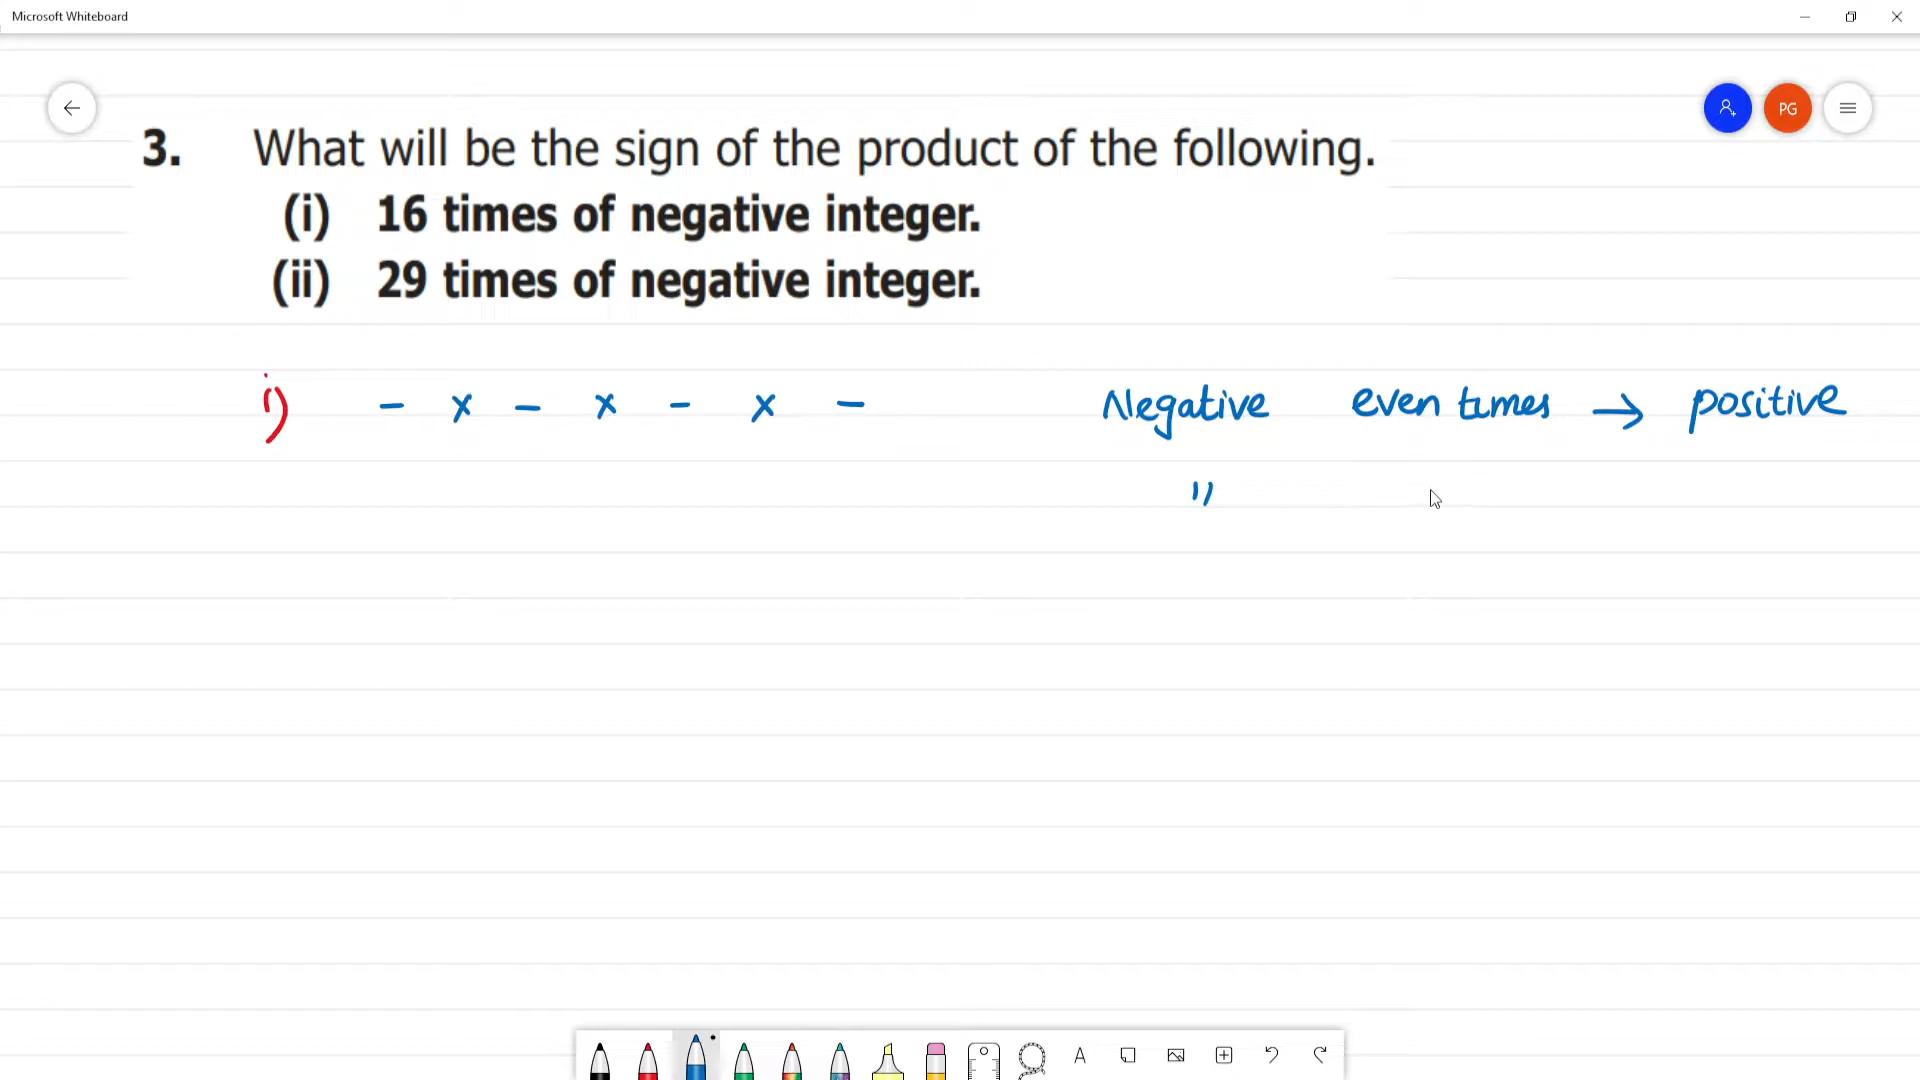 Microsoft Whiteboard
PG
3. What will be the sign of the product of the following.
(i) 16 times of negative integer.
(ii) 29 times of negative integer.
i) - x - x - x - Negative even times → positive
"
A